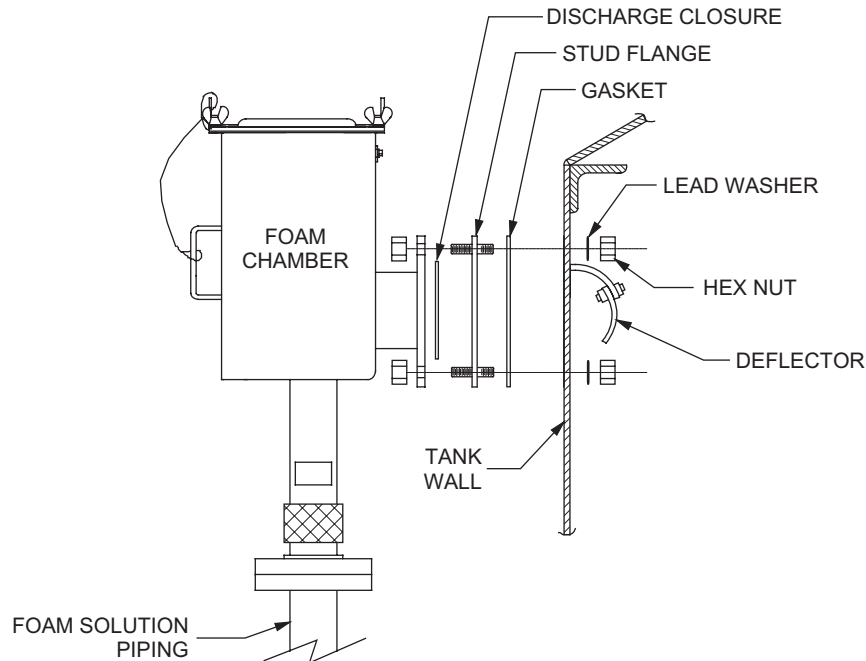 DISCHARGE CLOSURE
STUD FLANGE
GASKET
LEAD WASHER
FOAM
CHAMBER
HEX NUT
DEFLECTOR
TANK
WALL
FOAM SOLUTION
PIPING